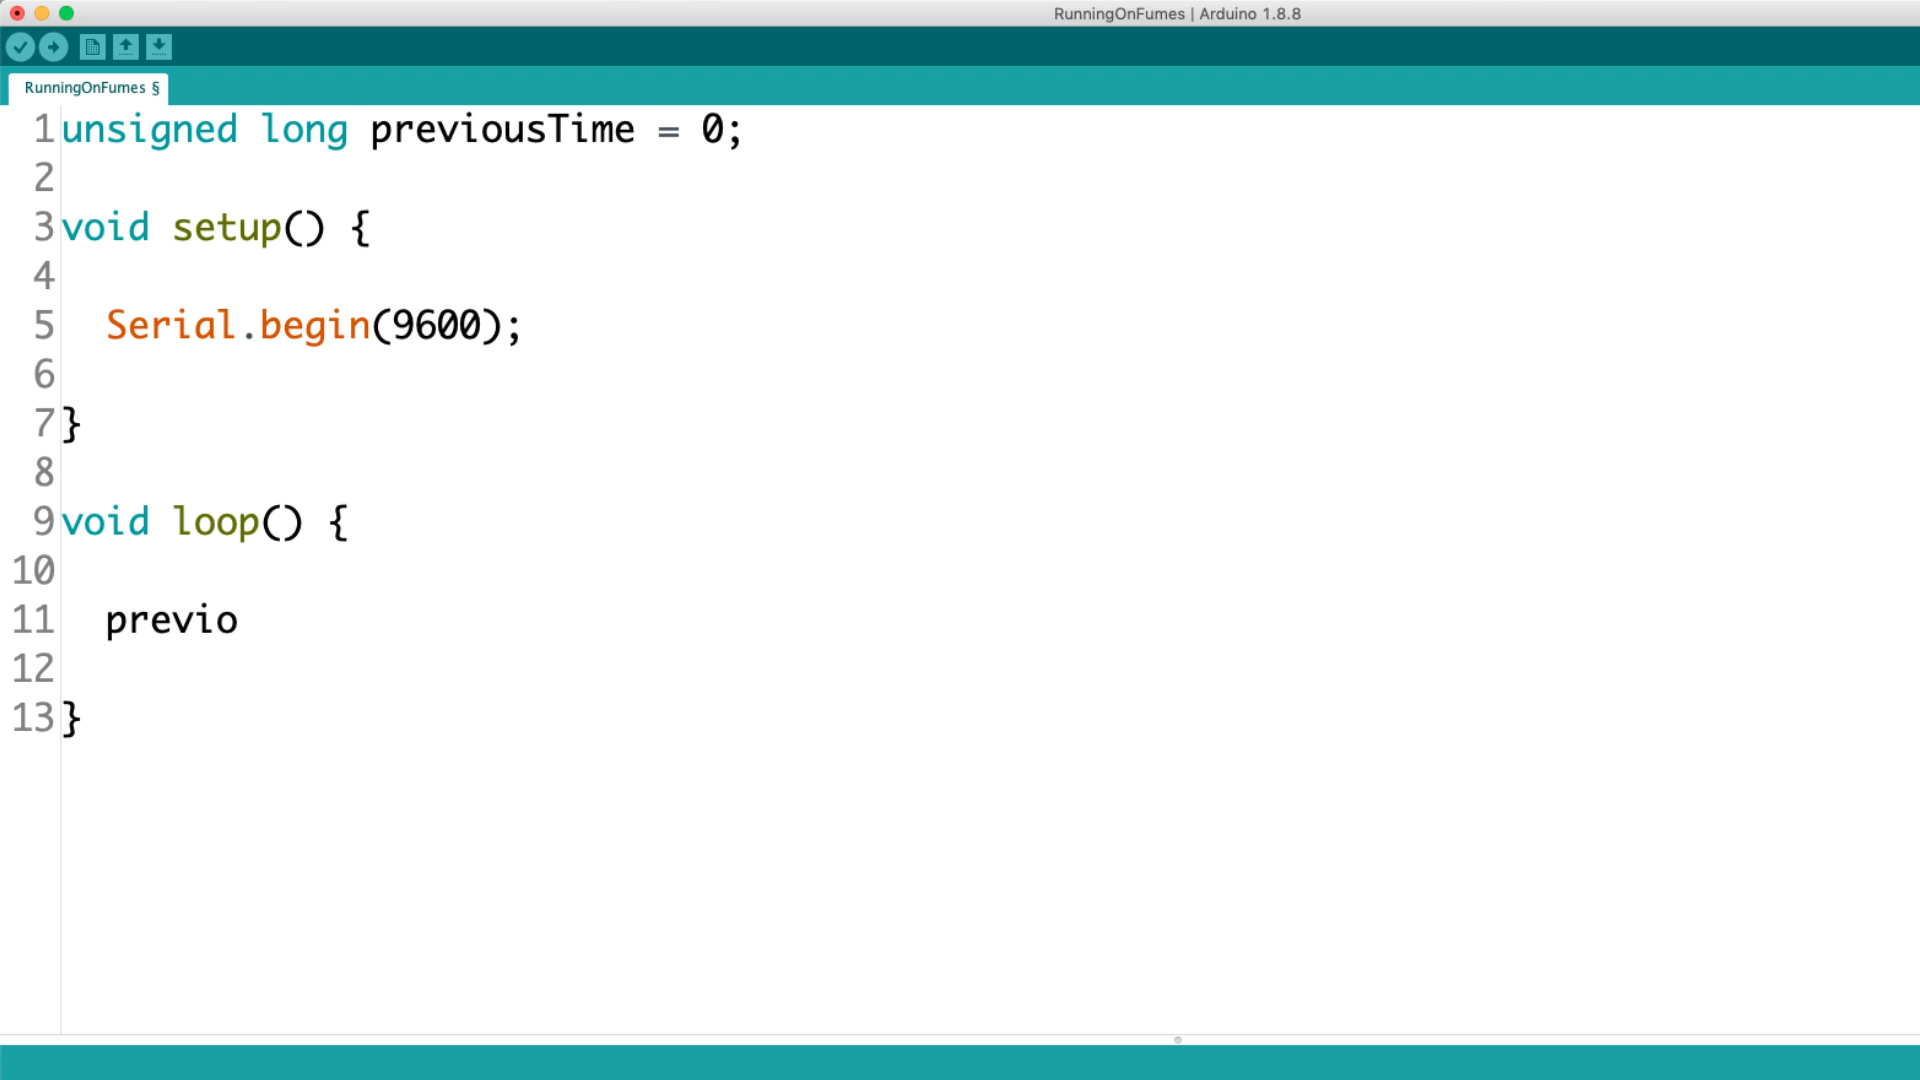 RunningOnFumes | Arduino 1.8.8
RunningOnFumes §
1 unsigned long previousTime = 0;
2
3 void setup() {
4
5 Serial.begin(9600);
6
7 }
8
9 void loop() {
10
11 previo
12
13 }